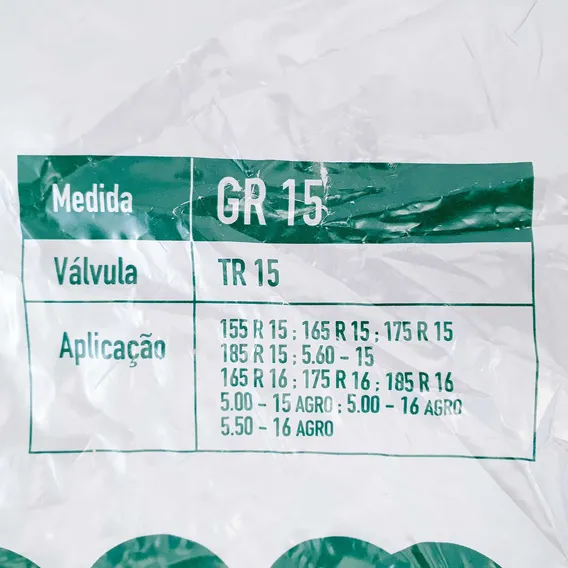 Medida GR 15
Válvula TR 15
Aplicação 155 R 15 ; 165 R 15 ; 175 R 15
185 R 15 ; 5.60 - 15
165 R 16 ; 175 R 16 ; 185 R 16
5.00 - 15 AGRO ; 5.00 - 16 AGRO
5.50 - 16 AGRO